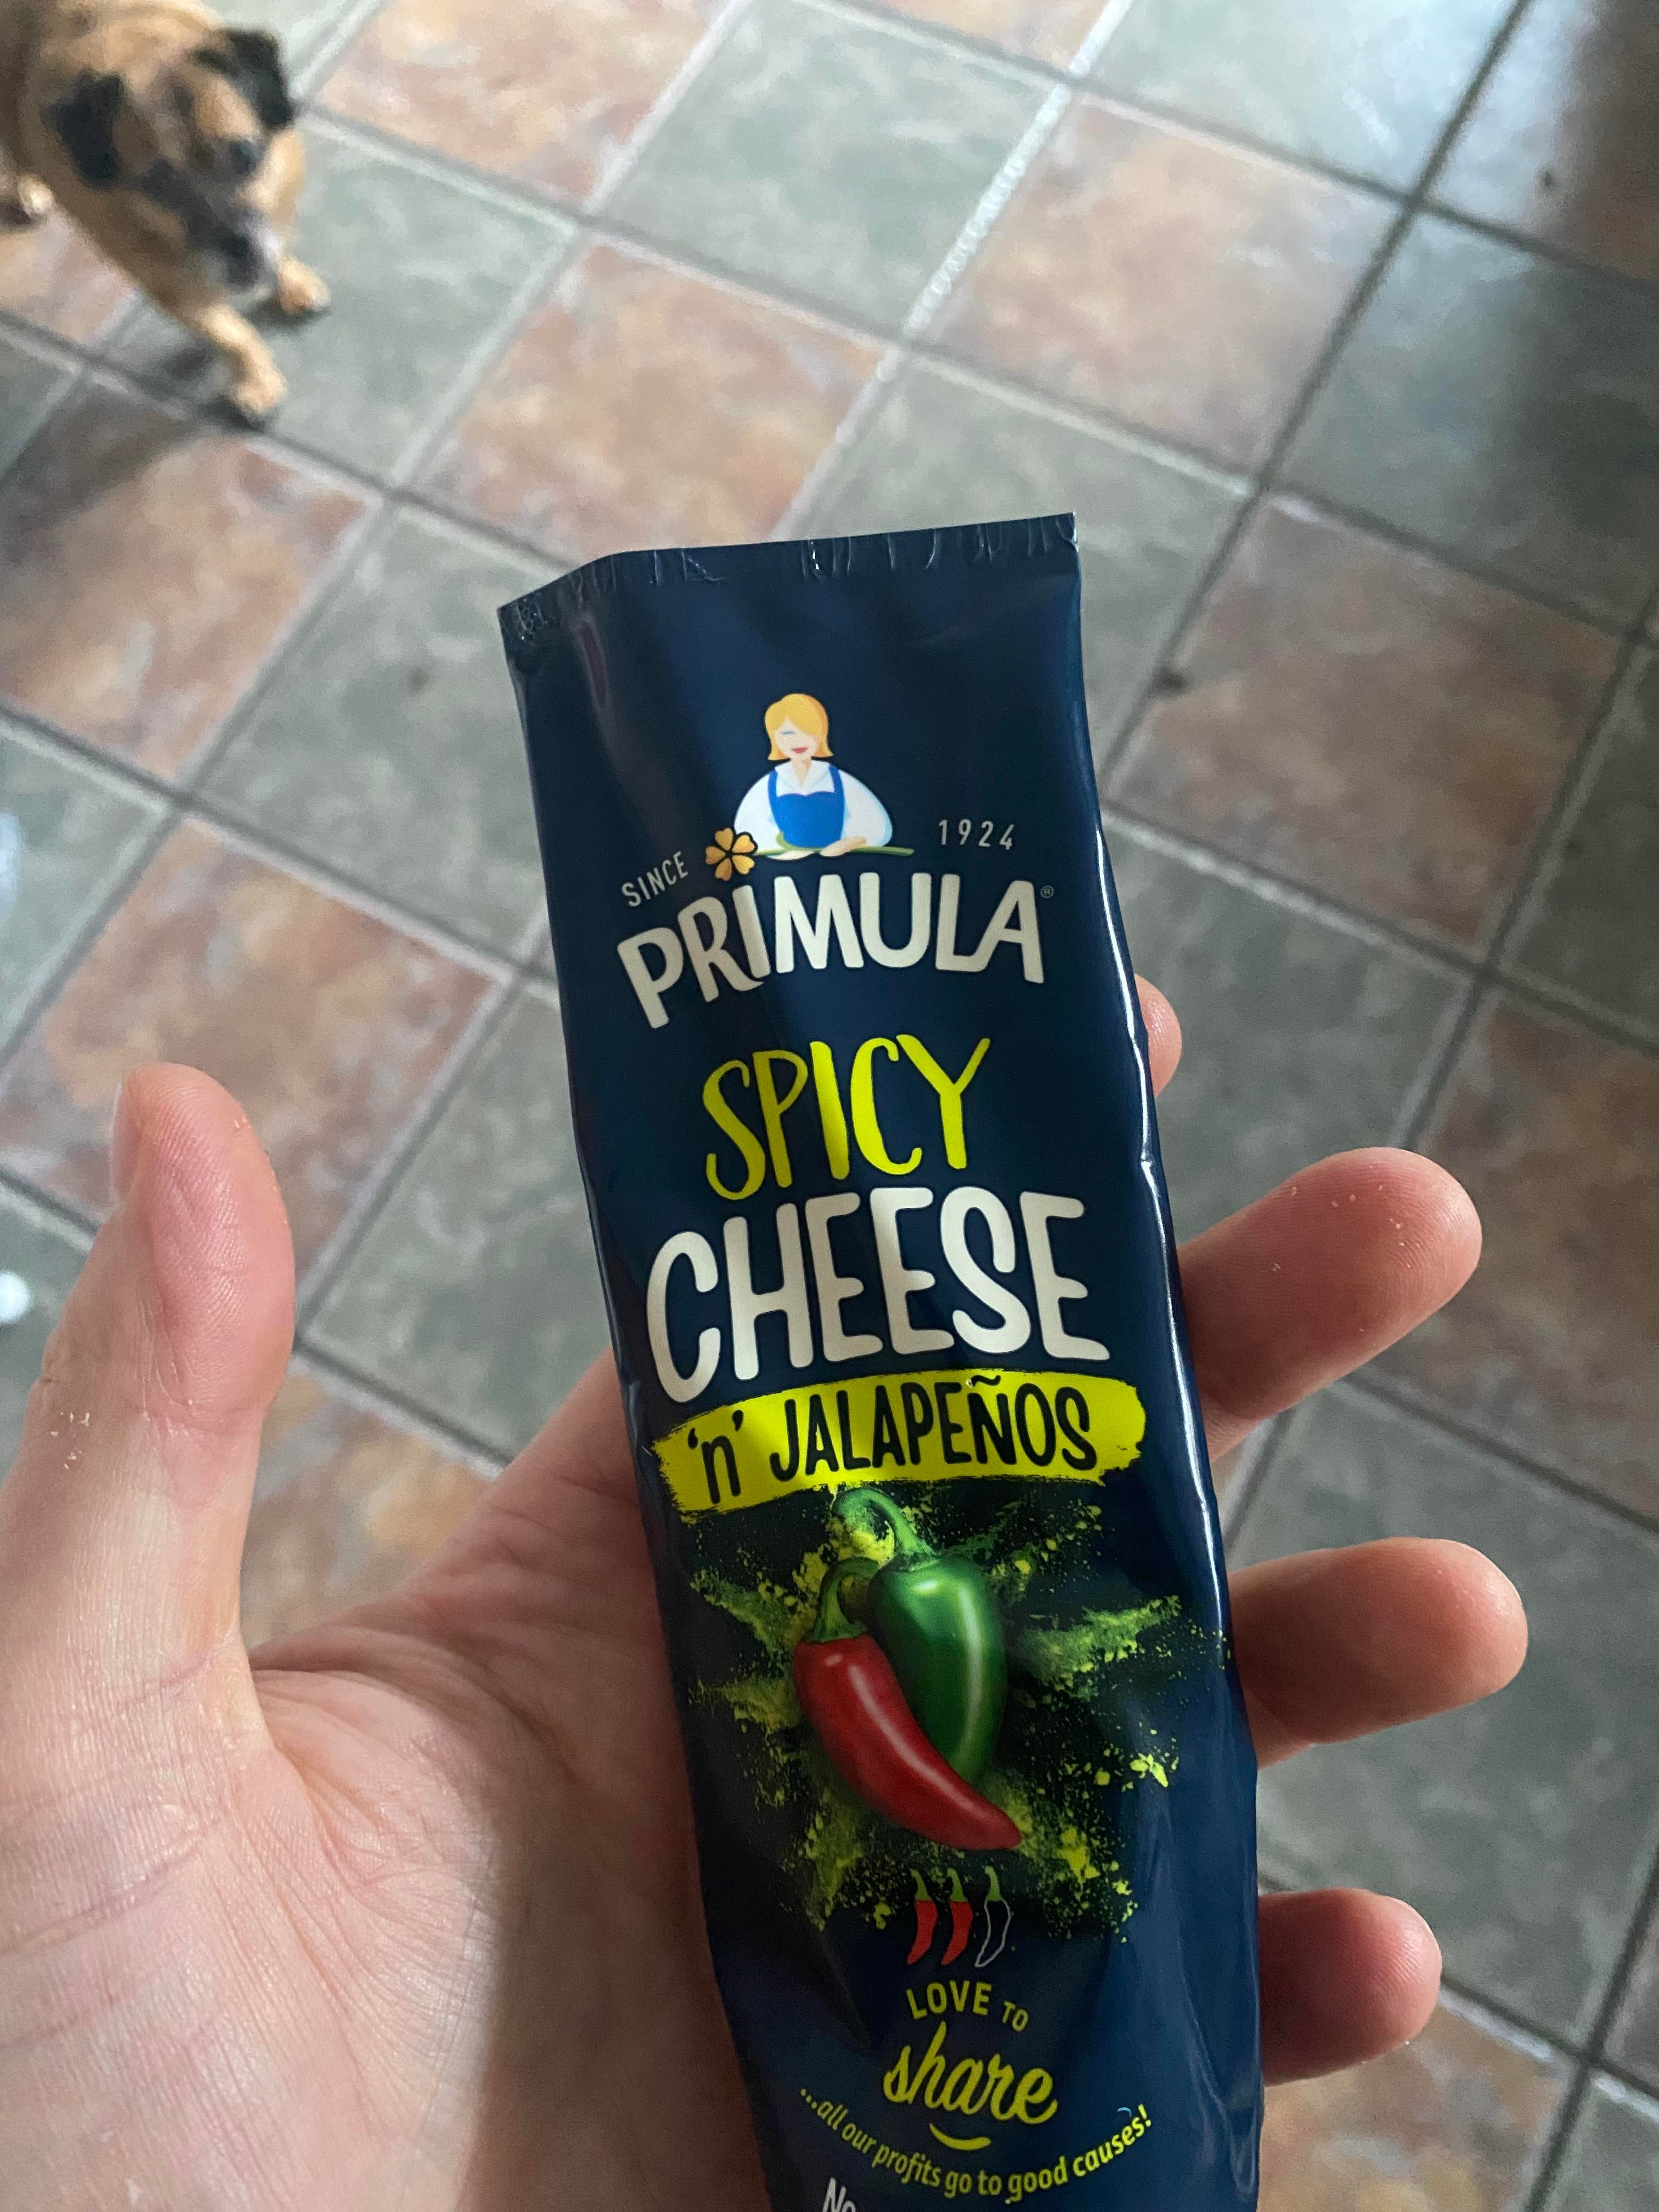 SINCE 1924
PRIMULA®
SPICY
CHEESE
'n' JALAPEÑOS
LOVE TO
share
...all our profits go to good causes!